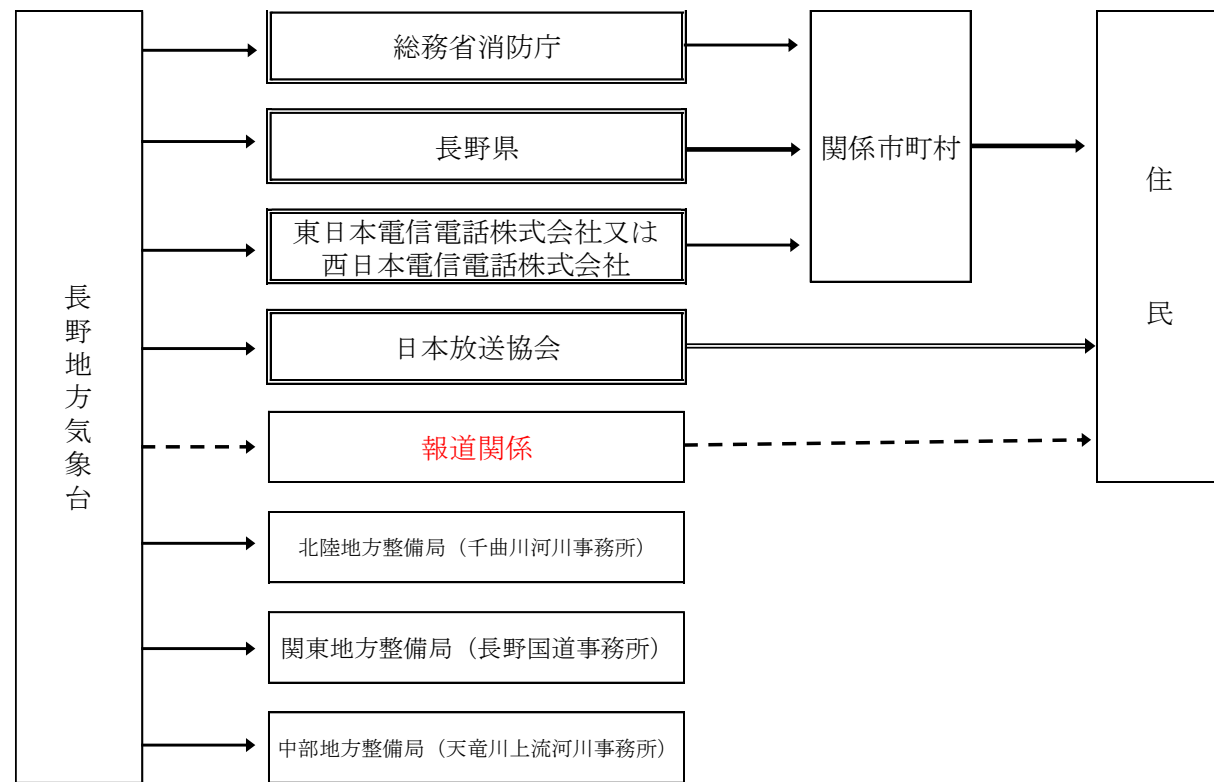 長野地方気象台
総務省消防庁
長野県
東日本電信電話株式会社又は
西日本電信電話株式会社
日本放送協会
報道関係
北陸地方整備局（千曲川河川事務所）
関東地方整備局（長野国道事務所）
中部地方整備局（天竜川上流河川事務所）
関係市町村
住民